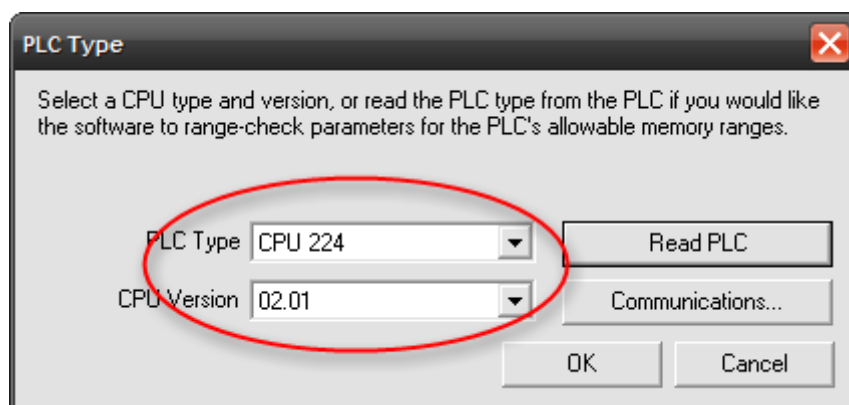 PLC Type
Select a CPU type and version, or read the PLC type from the PLC if you would like
the software to range-check parameters for the PLC's allowable memory ranges.
PLC Type CPU 224 Read PLC
CPU Version 02.01 Communications...
OK Cancel